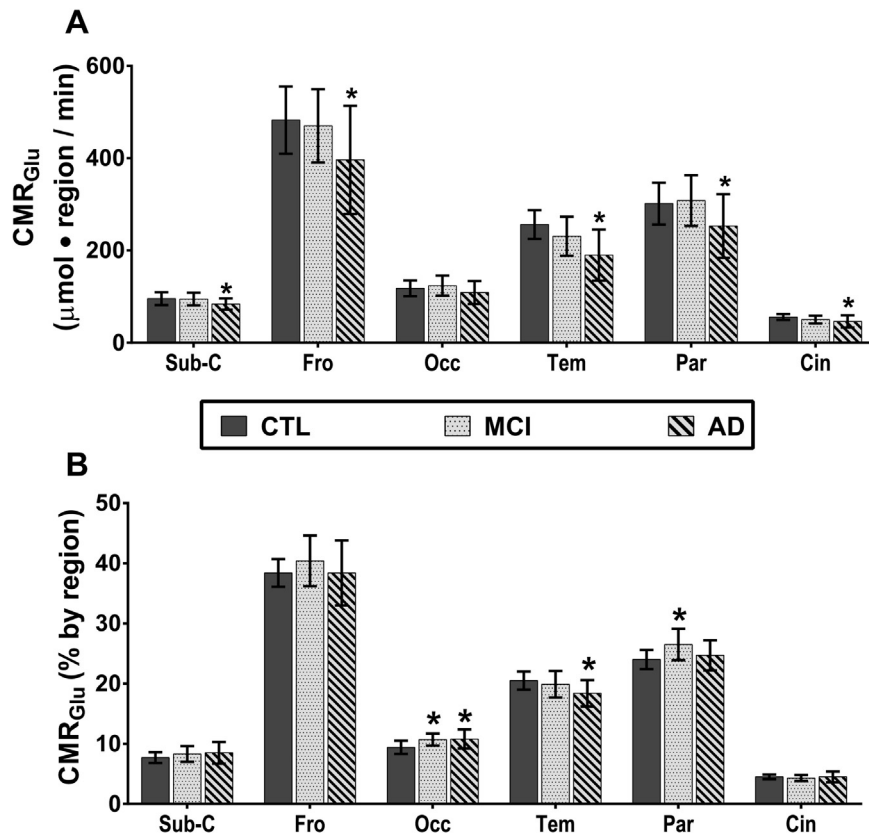 A
CMRGlu
(μmol • region / min)
600
400
200
0
* * * * *
Sub-C Fro Occ Tem Par Cin
CTL MCI AD
B
CMRGlu (% by region)
50
40
30
20
10
0
* * * *
Sub-C Fro Occ Tem Par Cin